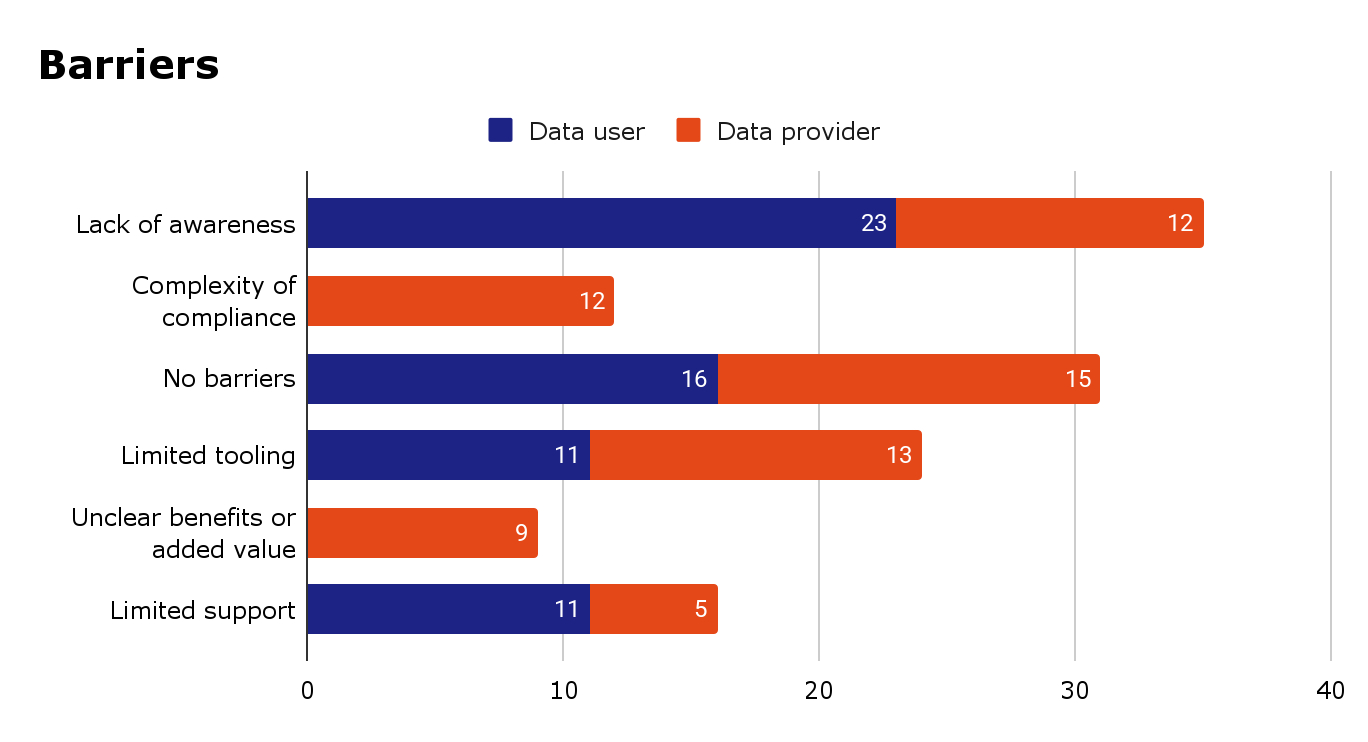 Barriers
Data user Data provider
Lack of awareness 23 12
Complexity of
compliance 12
No barriers 16 15
Limited tooling 11 13
Unclear benefits or
added value 9
Limited support 11 5
0 10 20 30 40